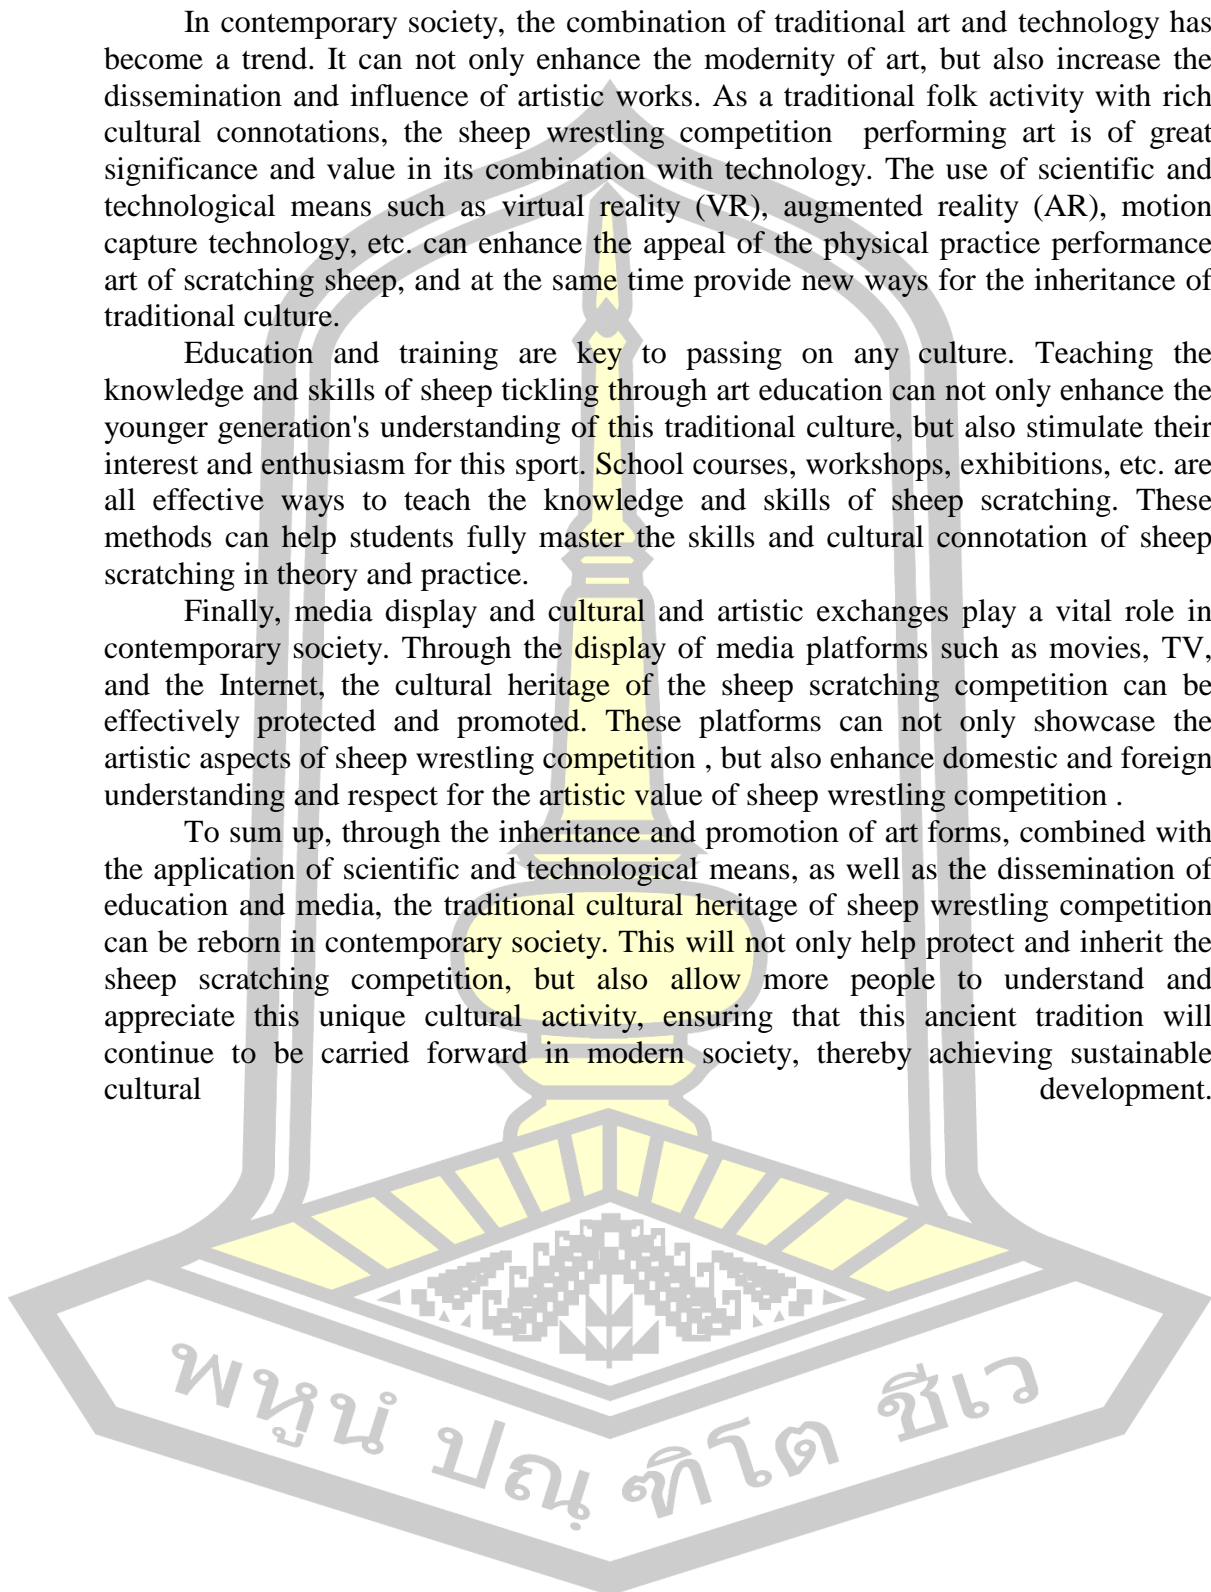 In contemporary society, the combination of traditional art and technology has
become a trend. It can not only enhance the modernity of art, but also increase the
dissemination and influence of artistic works. As a traditional folk activity with rich
cultural connotations, the sheep wrestling competition  performing art is of great
significance and value in its combination with technology. The use of scientific and
technological means such as virtual reality (VR), augmented reality (AR), motion
capture technology, etc. can enhance the appeal of the physical practice performance
art of scratching sheep, and at the same time provide new ways for the inheritance of
traditional culture.
Education and training are key to passing on any culture. Teaching the
knowledge and skills of sheep tickling through art education can not only enhance the
younger generation's understanding of this traditional culture, but also stimulate their
interest and enthusiasm for this sport. School courses, workshops, exhibitions, etc. are
all effective ways to teach the knowledge and skills of sheep scratching. These
methods can help students fully master the skills and cultural connotation of sheep
scratching in theory and practice.
Finally, media display and cultural and artistic exchanges play a vital role in
contemporary society. Through the display of media platforms such as movies, TV,
and the Internet, the cultural heritage of the sheep scratching competition can be
effectively protected and promoted. These platforms can not only showcase the
artistic aspects of sheep wrestling competition , but also enhance domestic and foreign
understanding and respect for the artistic value of sheep wrestling competition .
To sum up, through the inheritance and promotion of art forms, combined with
the application of scientific and technological means, as well as the dissemination of
education and media, the traditional cultural heritage of sheep wrestling competition
can be reborn in contemporary society. This will not only help protect and inherit the
sheep scratching competition, but also allow more people to understand and
appreciate this unique cultural activity, ensuring that this ancient tradition will
continue to be carried forward in modern society, thereby achieving sustainable
cultural development.
พหูนํ ปณฺฑิโต ชีเว